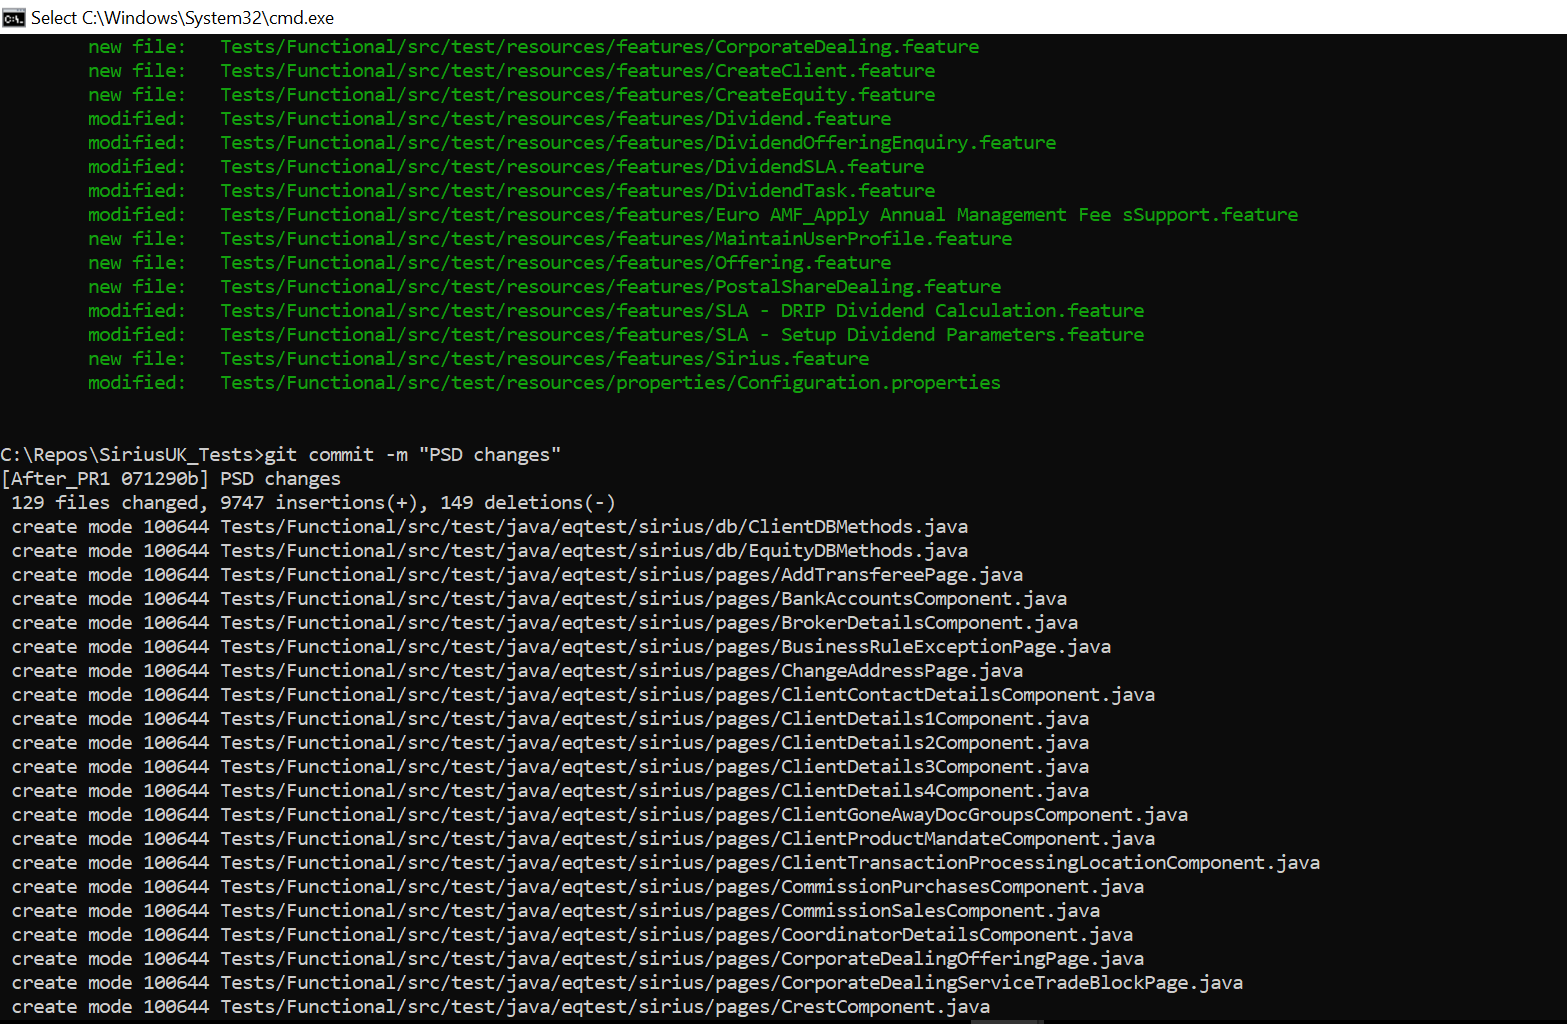 Select C:\Windows\System32\cmd.exe
new file:   Tests/Functional/src/test/resources/features/CorporateDealing.feature
new file:   Tests/Functional/src/test/resources/features/CreateClient.feature
new file:   Tests/Functional/src/test/resources/features/CreateEquity.feature
modified:   Tests/Functional/src/test/resources/features/Dividend.feature
modified:   Tests/Functional/src/test/resources/features/DividendOfferingEnquiry.feature
modified:   Tests/Functional/src/test/resources/features/DividendSLA.feature
modified:   Tests/Functional/src/test/resources/features/DividendTask.feature
modified:   Tests/Functional/src/test/resources/features/Euro AMF_Apply Annual Management Fee sSupport.feature
new file:   Tests/Functional/src/test/resources/features/MaintainUserProfile.feature
new file:   Tests/Functional/src/test/resources/features/Offering.feature
new file:   Tests/Functional/src/test/resources/features/PostalShareDealing.feature
modified:   Tests/Functional/src/test/resources/features/SLA - DRIP Dividend Calculation.feature
modified:   Tests/Functional/src/test/resources/features/SLA - Setup Dividend Parameters.feature
new file:   Tests/Functional/src/test/resources/features/Sirius.feature
modified:   Tests/Functional/src/test/resources/properties/Configuration.properties
C:\Repos\SiriusUK_Tests>git commit -m "PSD changes"
[After_PR1 071290b] PSD changes
129 files changed, 9747 insertions(+), 149 deletions(-)
create mode 100644 Tests/Functional/src/test/java/eqtest/sirius/db/ClientDBMethods.java
create mode 100644 Tests/Functional/src/test/java/eqtest/sirius/db/EquityDBMethods.java
create mode 100644 Tests/Functional/src/test/java/eqtest/sirius/pages/AddTransfereePage.java
create mode 100644 Tests/Functional/src/test/java/eqtest/sirius/pages/BankAccountsComponent.java
create mode 100644 Tests/Functional/src/test/java/eqtest/sirius/pages/BrokerDetailsComponent.java
create mode 100644 Tests/Functional/src/test/java/eqtest/sirius/pages/BusinessRuleExceptionPage.java
create mode 100644 Tests/Functional/src/test/java/eqtest/sirius/pages/ChangeAddressPage.java
create mode 100644 Tests/Functional/src/test/java/eqtest/sirius/pages/ClientContactDetailsComponent.java
create mode 100644 Tests/Functional/src/test/java/eqtest/sirius/pages/ClientDetails1Component.java
create mode 100644 Tests/Functional/src/test/java/eqtest/sirius/pages/ClientDetails2Component.java
create mode 100644 Tests/Functional/src/test/java/eqtest/sirius/pages/ClientDetails3Component.java
create mode 100644 Tests/Functional/src/test/java/eqtest/sirius/pages/ClientDetails4Component.java
create mode 100644 Tests/Functional/src/test/java/eqtest/sirius/pages/ClientGoneAwayDocGroupsComponent.java
create mode 100644 Tests/Functional/src/test/java/eqtest/sirius/pages/ClientProductMandateComponent.java
create mode 100644 Tests/Functional/src/test/java/eqtest/sirius/pages/ClientTransactionProcessingLocationComponent.java
create mode 100644 Tests/Functional/src/test/java/eqtest/sirius/pages/CommissionPurchasesComponent.java
create mode 100644 Tests/Functional/src/test/java/eqtest/sirius/pages/CommissionSalesComponent.java
create mode 100644 Tests/Functional/src/test/java/eqtest/sirius/pages/CoordinatorDetailsComponent.java
create mode 100644 Tests/Functional/src/test/java/eqtest/sirius/pages/CorporateDealingOfferingPage.java
create mode 100644 Tests/Functional/src/test/java/eqtest/sirius/pages/CorporateDealingServiceTradeBlockPage.java
create mode 100644 Tests/Functional/src/test/java/eqtest/sirius/pages/CrestComponent.java